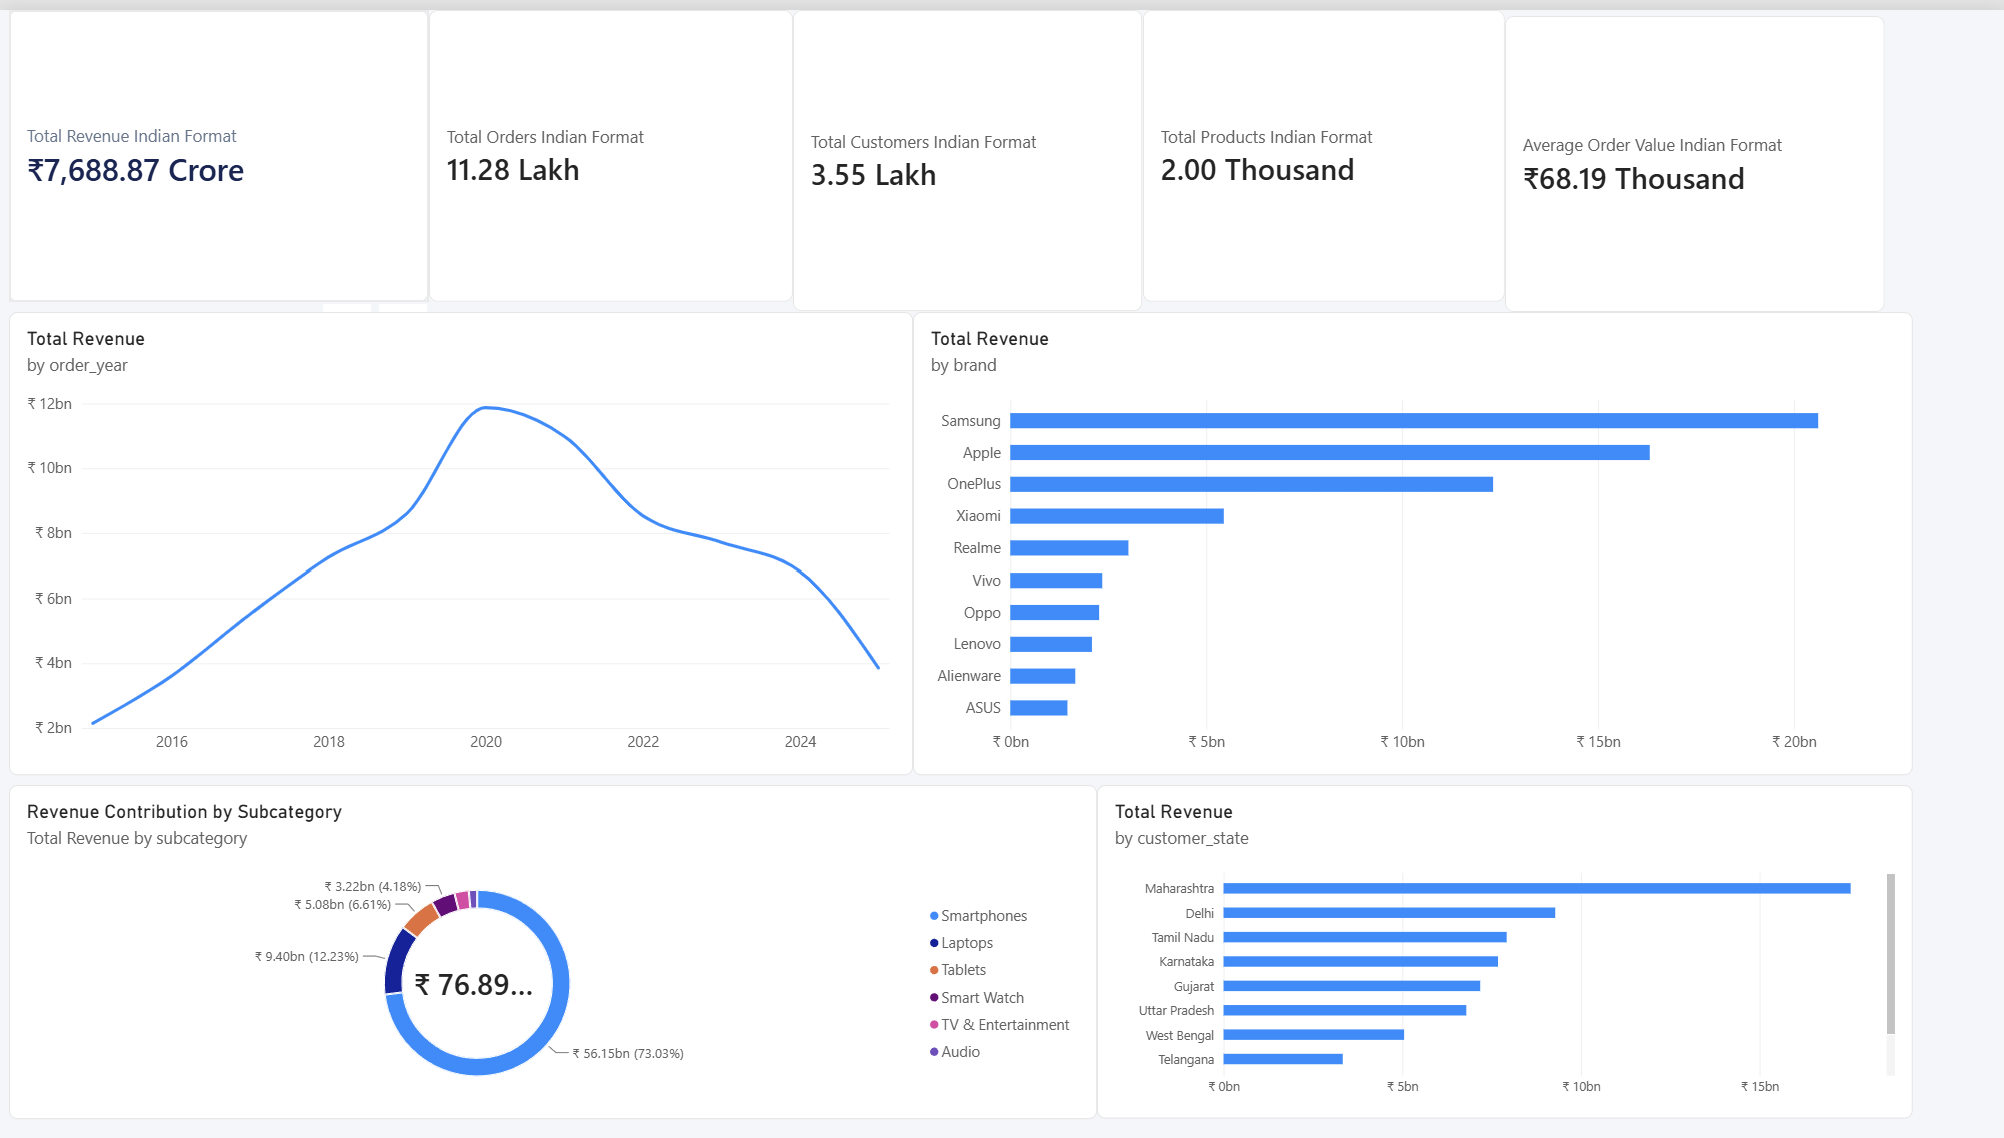 Total Revenue Indian Format
₹7,688.87 Crore
Total Orders Indian Format
11.28 Lakh
Total Customers Indian Format
3.55 Lakh
Total Products Indian Format
2.00 Thousand
Average Order Value Indian Format
₹68.19 Thousand
Total Revenue
by order_year
₹ 12bn
₹ 10bn
₹ 8bn
₹ 6bn
₹ 4bn
₹ 2bn
2016 2018 2020 2022 2024
Total Revenue
by brand
Samsung
Apple
OnePlus
Xiaomi
Realme
Vivo
Oppo
Lenovo
Alienware
ASUS
₹ 0bn ₹ 5bn ₹ 10bn ₹ 15bn ₹ 20bn
Revenue Contribution by Subcategory
Total Revenue by subcategory
₹ 3.22bn (4.18%)
₹ 5.08bn (6.61%)
₹ 9.40bn (12.23%)
₹ 76.89...
₹ 56.15bn (73.03%)
Smartphones
Laptops
Tablets
Smart Watch
TV & Entertainment
Audio
Total Revenue
by customer_state
Maharashtra
Delhi
Tamil Nadu
Karnataka
Gujarat
Uttar Pradesh
West Bengal
Telangana
₹ 0bn ₹ 5bn ₹ 10bn ₹ 15bn